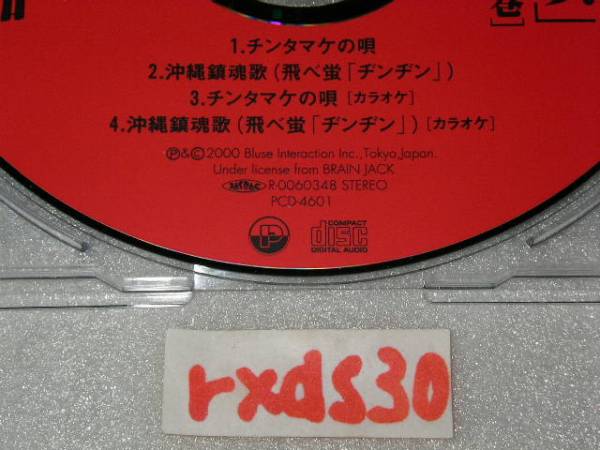 巻
1.チンタマケの唄
2.沖縄鎮魂歌(飛べ蛍「ヂンヂン」)
3.チンタマケの唄[カラオケ]
4.沖縄鎮魂歌(飛べ蛍「ヂンヂン」)[カラオケ]
Ⓟ&©2000 Bluse Interaction Inc.,Tokyo,Japan.
Under license from BRAIN JACK
JASRAC R-0060348 STEREO
PCD-4601
COMPACT
disc
DIGITAL AUDIO
rxds30